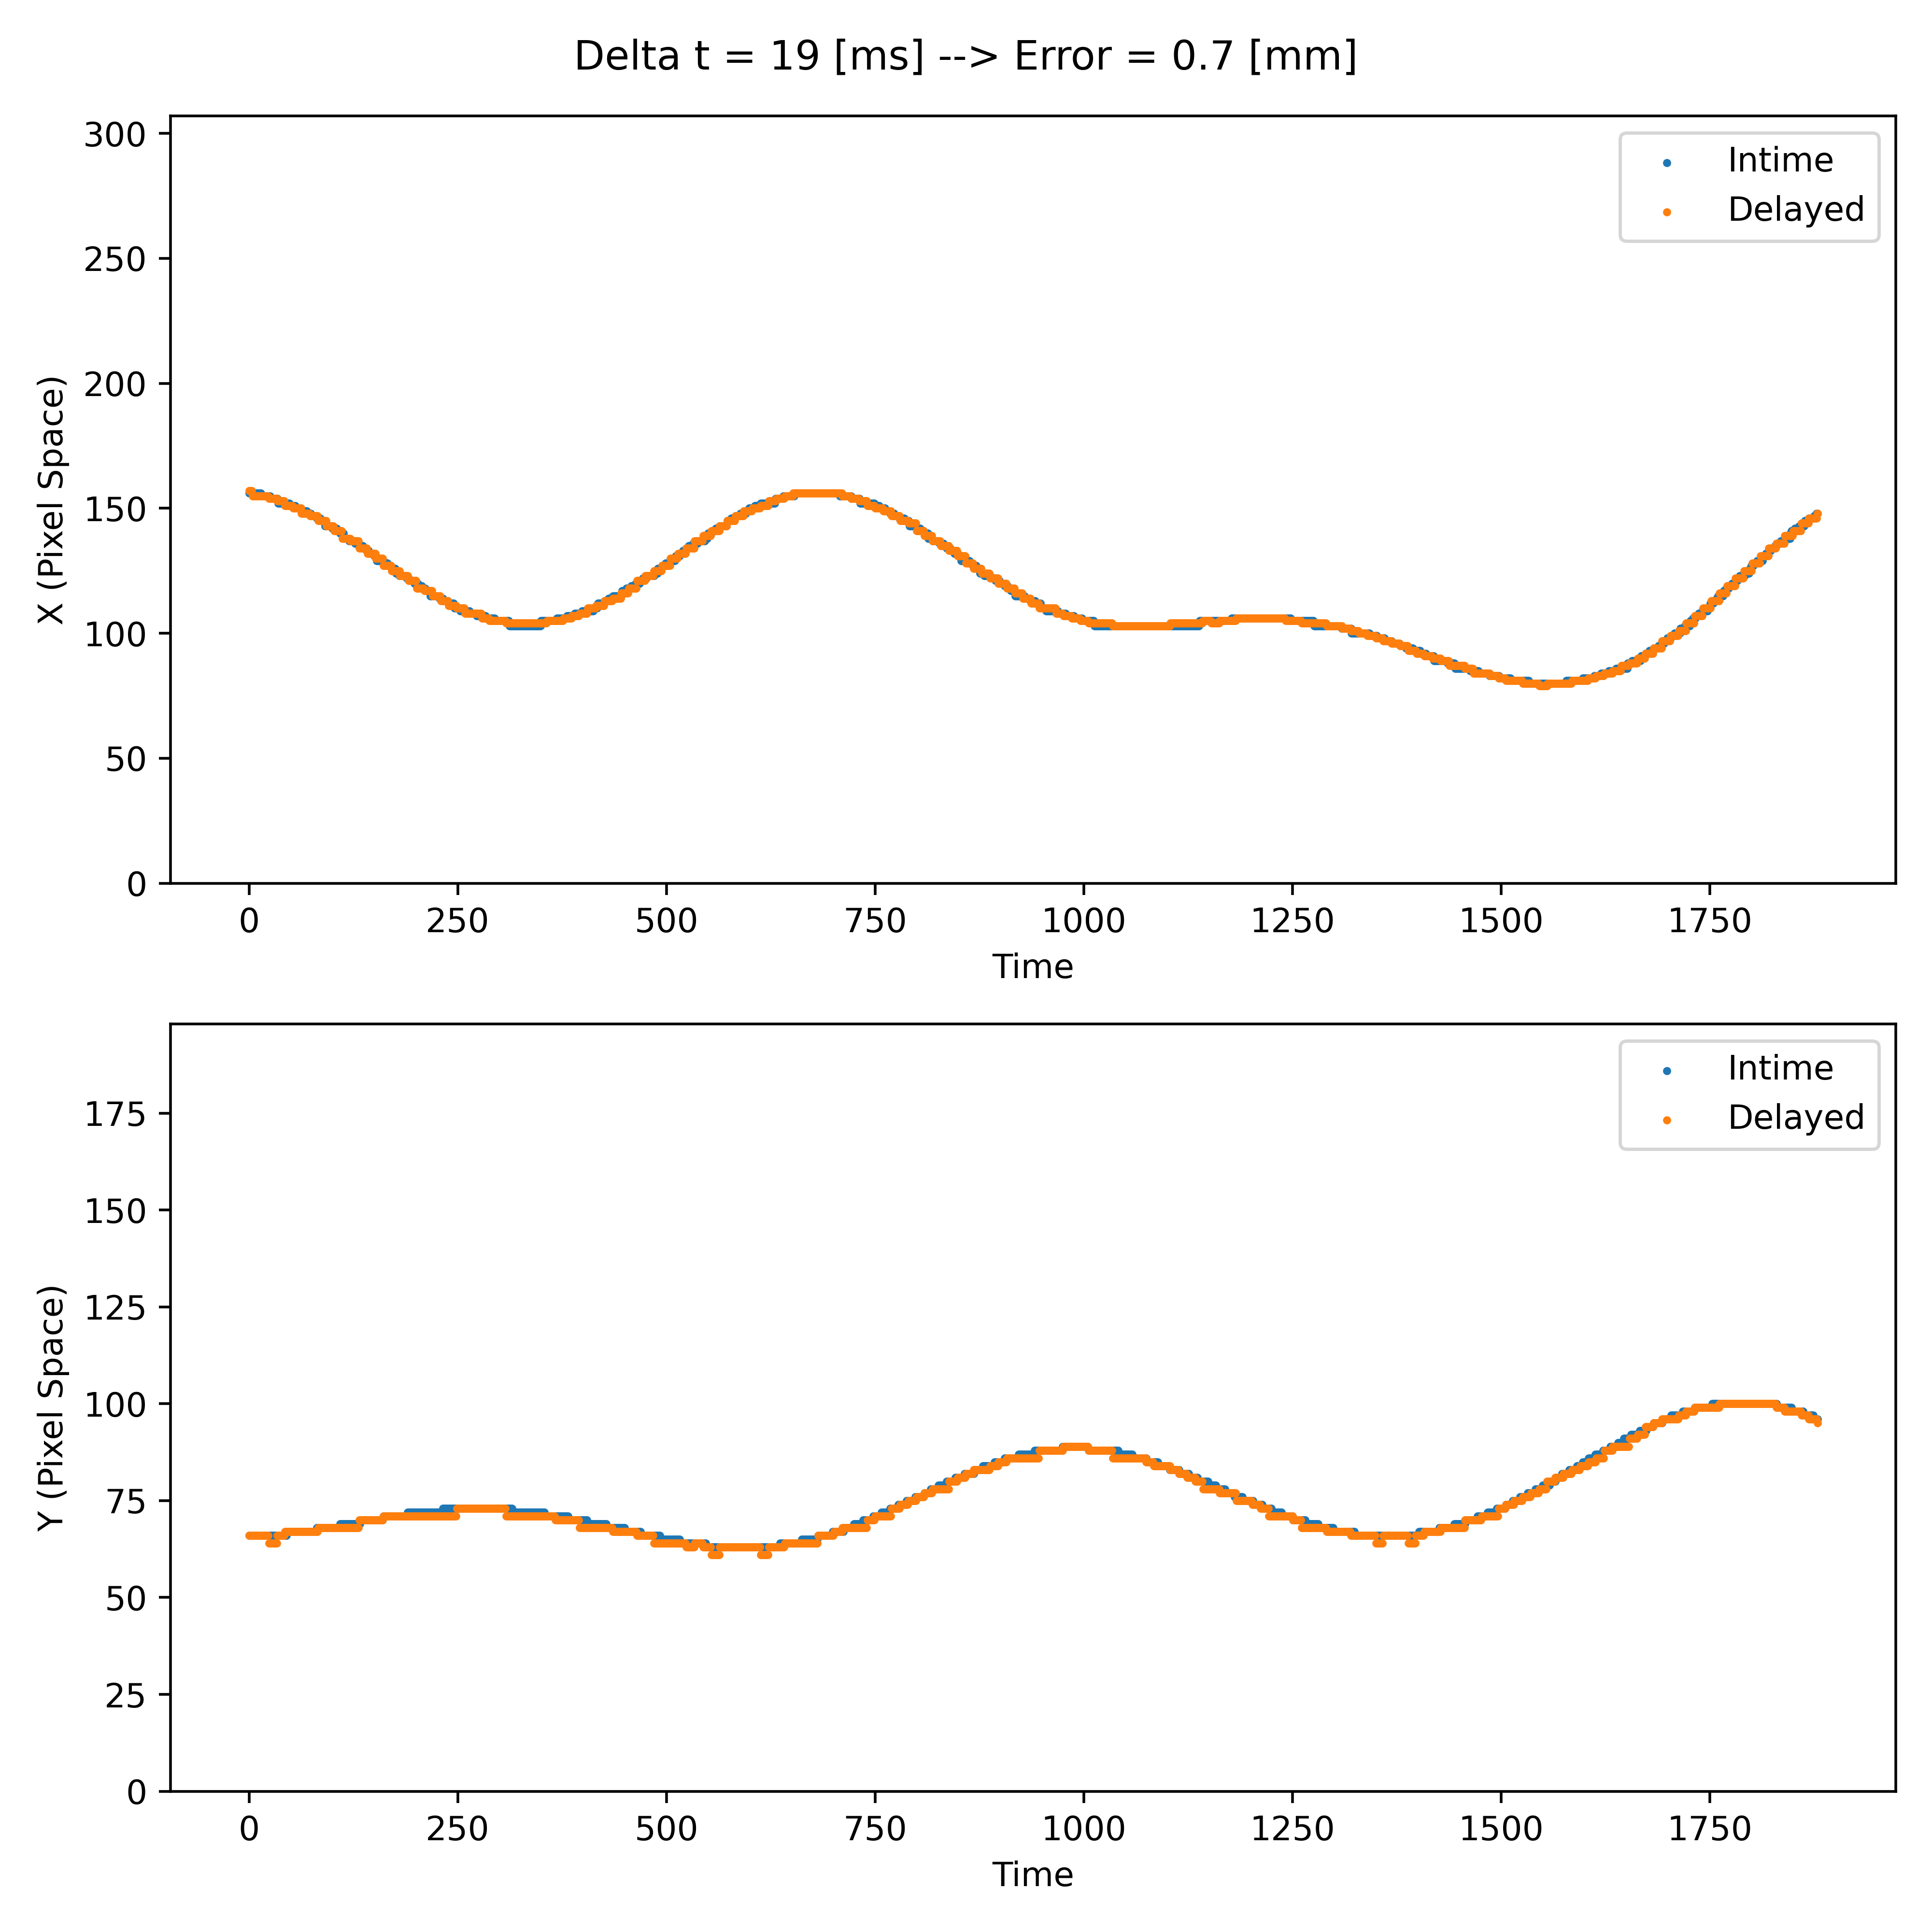 Delta t = 19 [ms] --> Error = 0.7 [mm]
300
250
200
150
100
50
0
X (Pixel Space)
Intime
Delayed
0 250 500 750 1000 1250 1500 1750
Time
175
150
125
100
75
50
25
0
Y (Pixel Space)
Intime
Delayed
0 250 500 750 1000 1250 1500 1750
Time